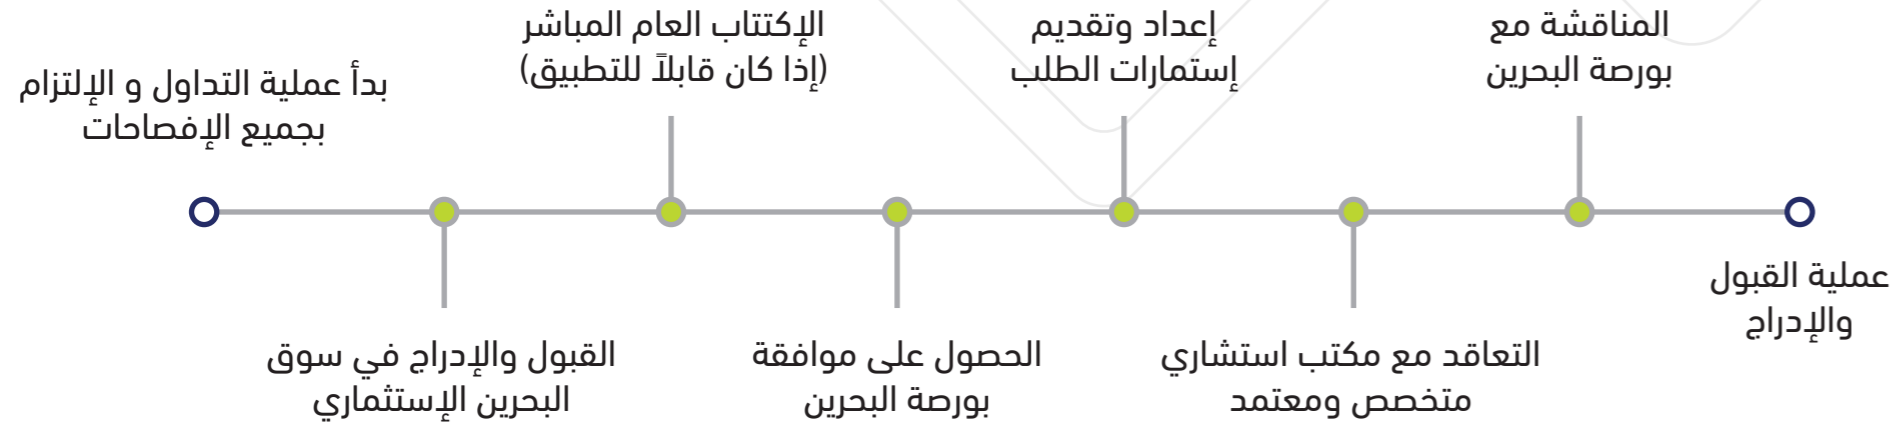 عملية القبول
والإدراج
المناقشة مع
بورصة البحرين
التعاقد مع مكتب استشاري
متخصص ومعتمد
إعداد وتقديم
إستمارات الطلب
الحصول على موافقة
بورصة البحرين
الإكتتاب العام المباشر
(إذا كان قابلاً للتطبيق)
القبول والإدراج في سوق
البحرين الإستثماري
بدأ عملية التداول و الإلتزام
بجميع الإفصاحات